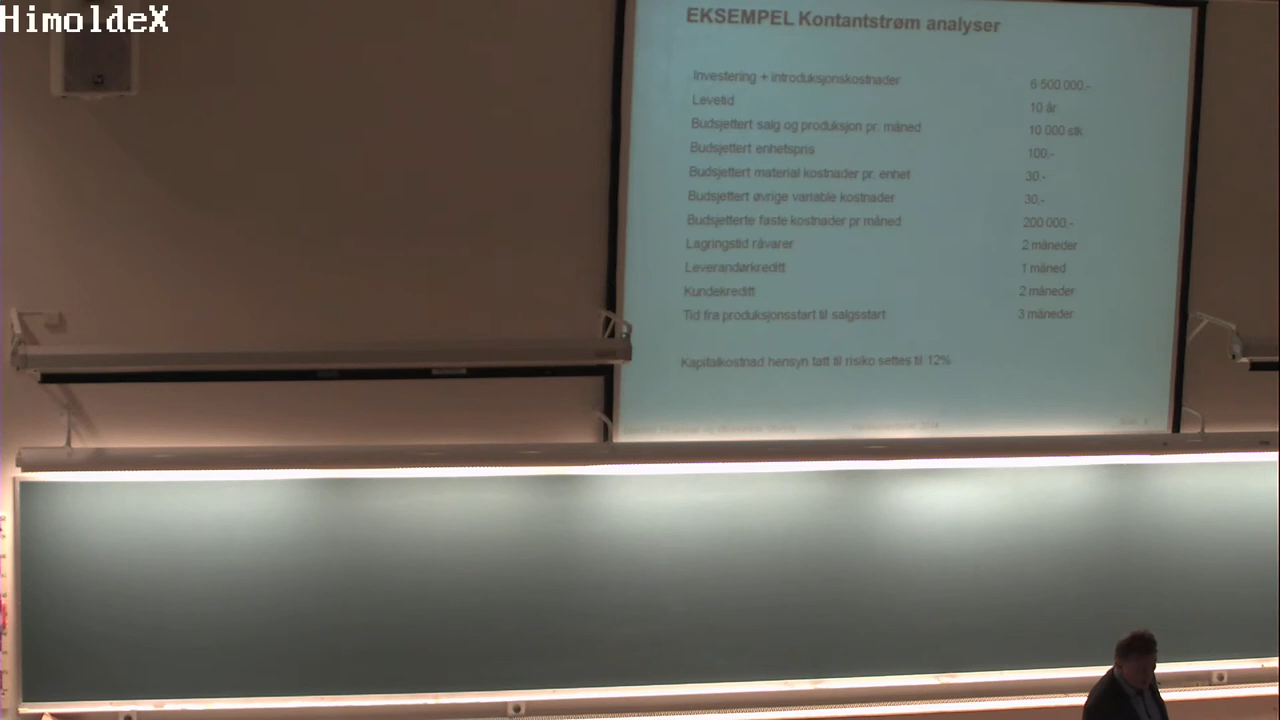 HimoldeX
EKSEMPEL Kontantstrøm analyser
Investering + introduksjonskostnader 6 500 000,-
Levetid 10 år
Budsjettert salg og produksjon pr. måned 10 000 stk
Budsjettert enhetspris 100,-
Budsjettert material kostnader pr. enhet 30,-
Budsjettert øvrige variable kostnader 30,-
Budsjetterte faste kostnader pr måned 200 000,-
Lagringstid råvarer 2 måneder
Leverandørkreditt 1 måned
Kundekreditt 2 måneder
Tid fra produksjonsstart til salgsstart 3 måneder
Kapitalkostnad hensyn tatt til risiko settes til 12%